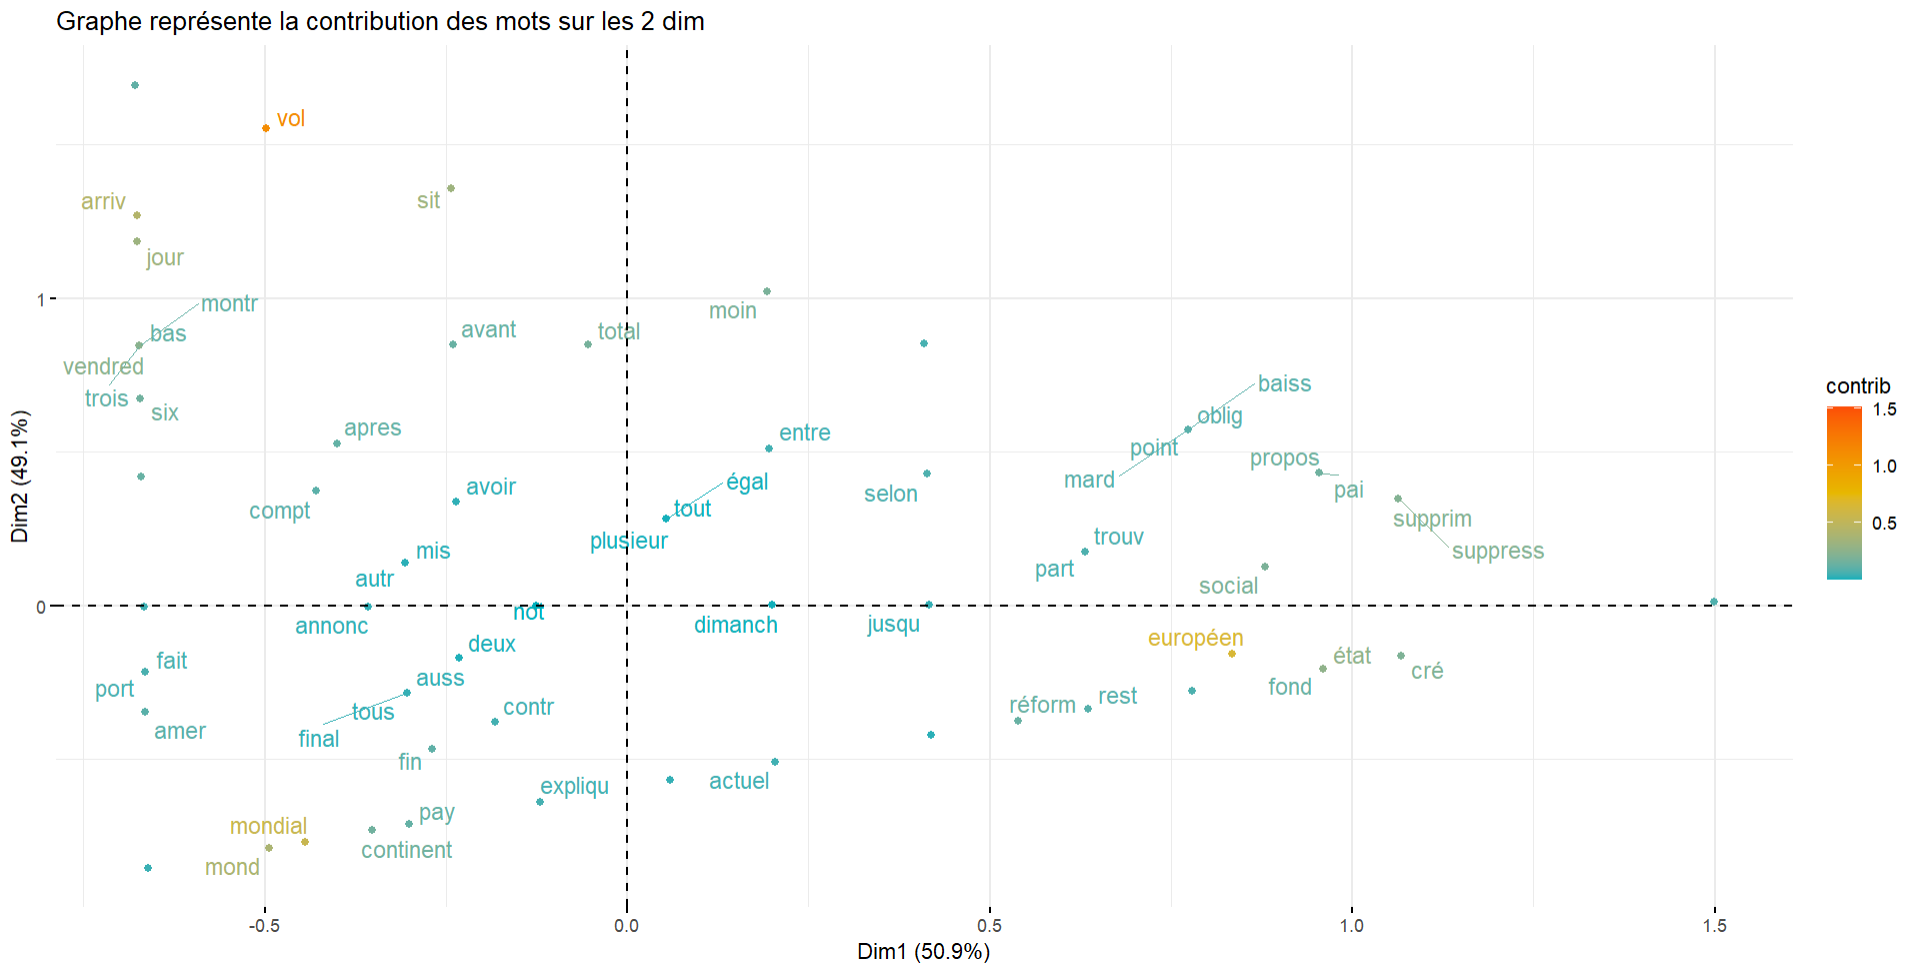 Graphe représente la contribution des mots sur les 2 dim
vol
arriv
sit
jour
montr
moin
bas
avant
total
vendred
trois
six
baiss
oblig
apres
entre
point
propos
mard
pai
avoir
égal
selon
compt
tout
supprim
plusieur
trouv
suppress
mis
part
autr
social
not
annonc
dimanch
jusqu
deux
européen
fait
état
cré
port
auss
fond
tous
contr
réform
rest
amer
final
fin
expliqu
actuel
pay
mondial
continent
mond
1
0
Dim2 (49.1%)
-0.5
0.0
0.5
1.0
1.5
Dim1 (50.9%)
contrib
1.5
1.0
0.5